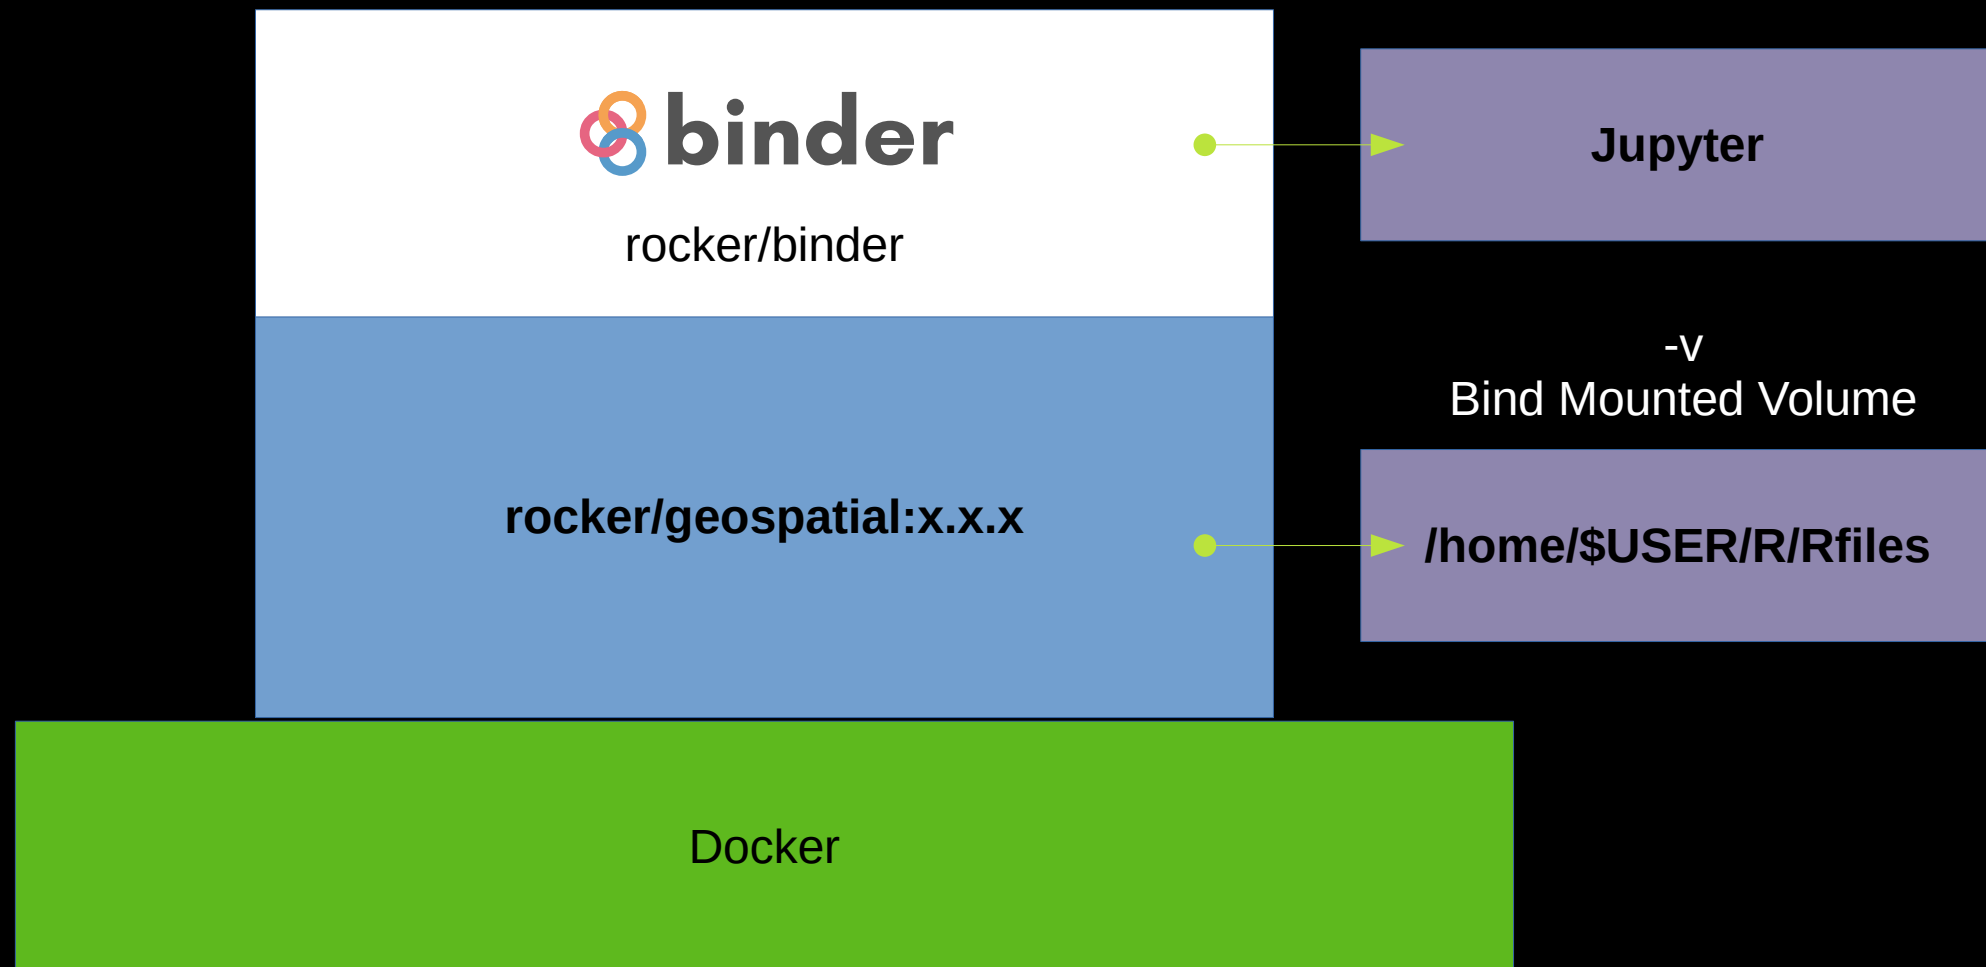 binder
rocker/binder
Jupyter
-v
Bind Mounted Volume
rocker/geospatial:x.x.x
/home/$USER/R/Rfiles
Docker